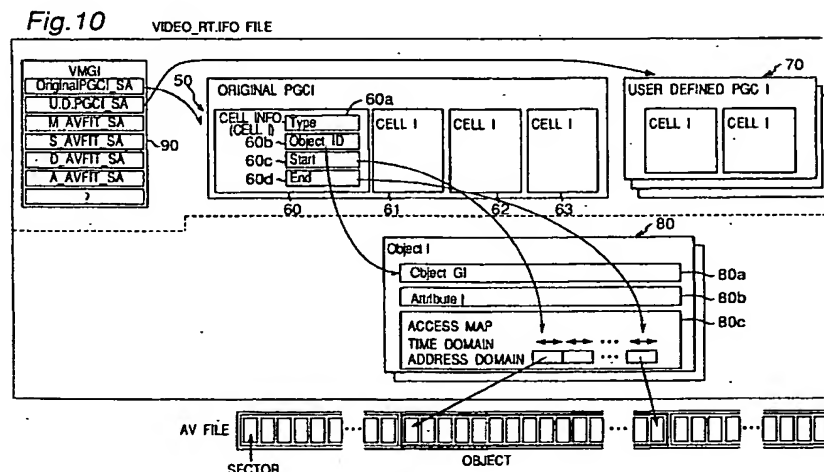 Fig.10
VIDEO_RT.IFO FILE
VMGI
OriginalPGCI_SA
U.D.PGCI_SA
M_AVFIT_SA
S_AVFIT_SA
D_AVFIT_SA
A_AVFIT_SA
90
50
ORIGINAL PGCI
60a
CELL INFO.
(CELL I)
Type
60b
Object ID
60c
Start
60d
End
CELL I
CELL I
CELL I
60
61
62
63
70
USER DEFINED PGC I
CELL I
CELL I
80
Object I
Object GI
80a
Attribute I
80b
ACCESS MAP
80c
TIME DOMAIN
...
ADDRESS DOMAIN
...
AV FILE
...
...
...
SECTOR
OBJECT